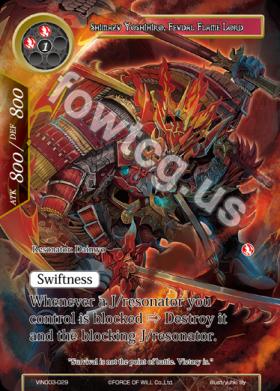 Shimazu Yoshihiro, Feudal Flame Lord
1
ATK 800/DEF 800
fowtcg.us
Resonator: Daimyo
Swiftness
Whenever a J/resonator you
control is blocked ⇒ Destroy it
and the blocking J/resonator.
"Survival is not the point of battle. Victory is."
VIN003-029
©FORCE OF WILL Co.,Ltd.